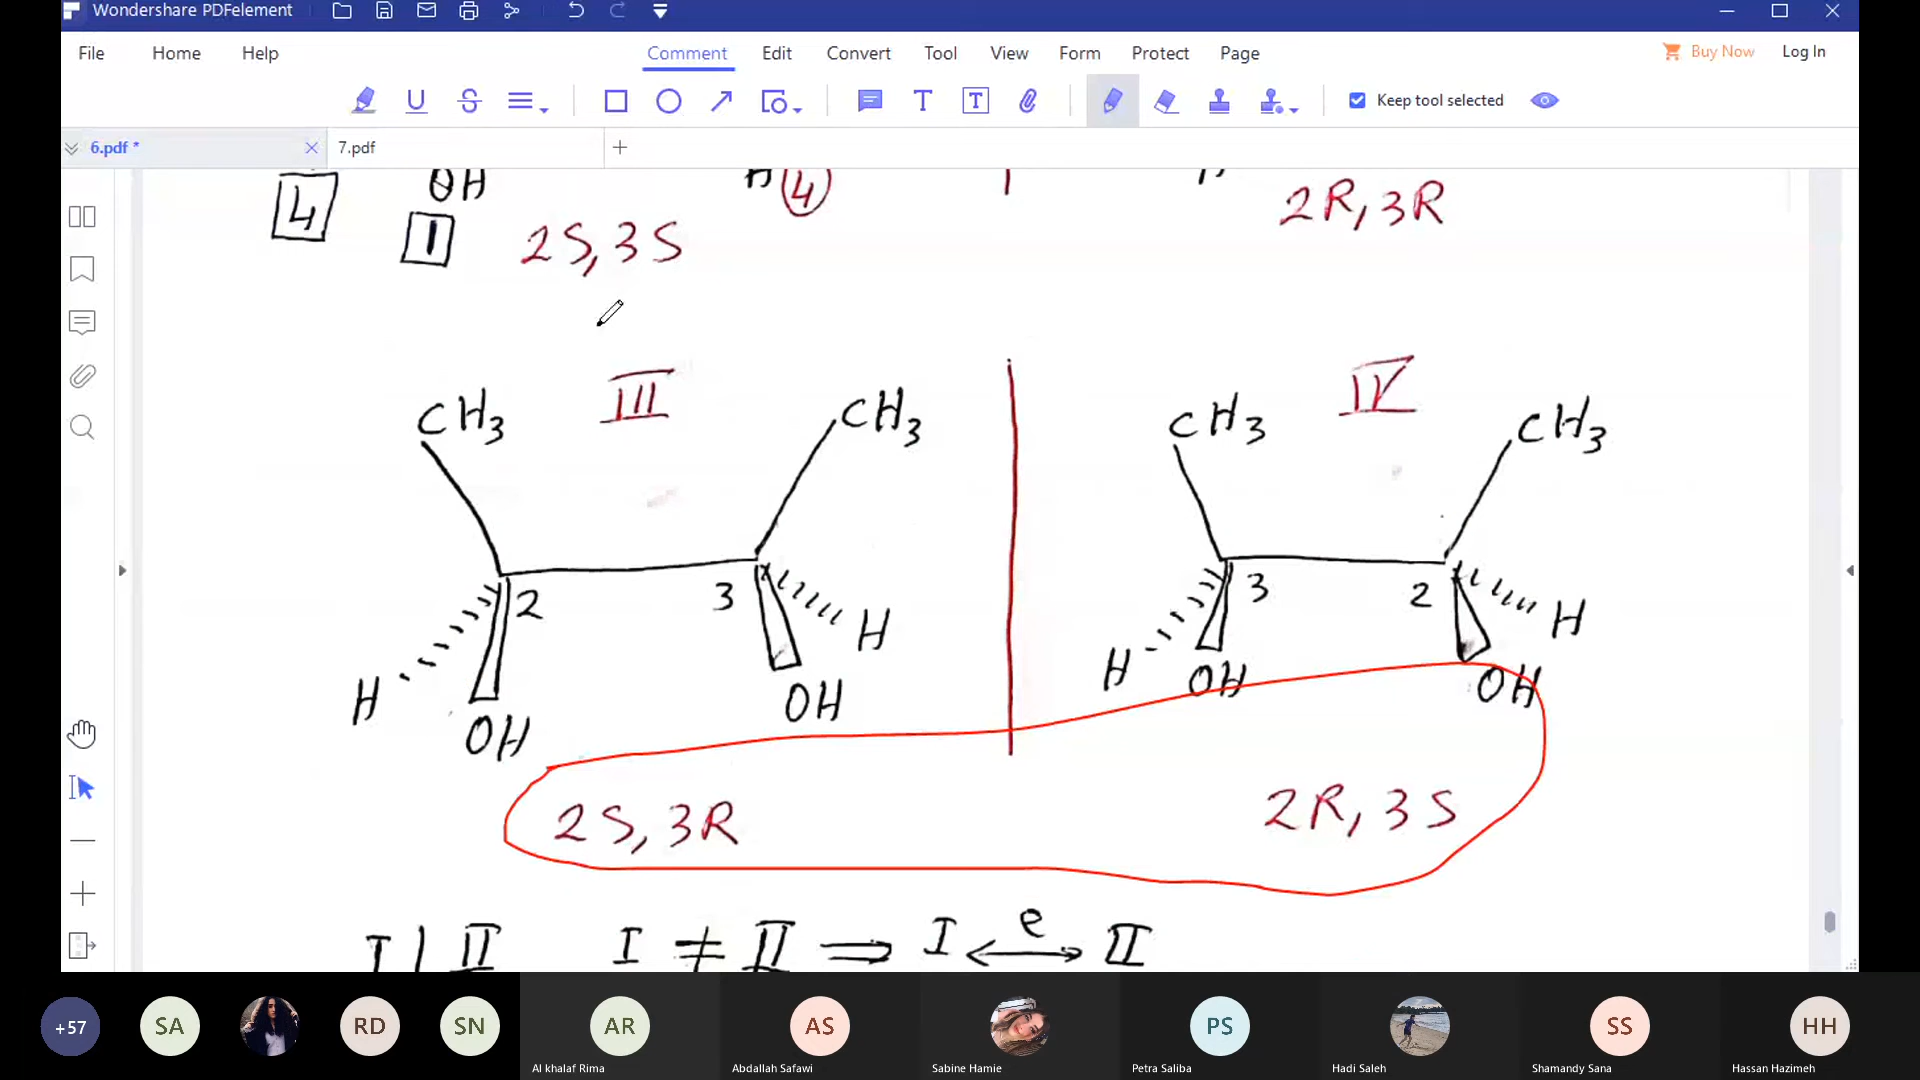 Wondershare PDFelement
File Home Help Comment Edit Convert Tool View Form Protect Page Buy Now Log In
Keep tool selected
6.pdf * 7.pdf
4 OH H 4
1 2S, 3S 2R, 3R
III IV
CH3 CH3 CH3 CH3
2 3 3 2
H H H H
OH OH OH OH
2S, 3R 2R, 3S
I | II I ≠ II ⟹ I ⟷ II
e
+57 SA RD SN AR AS PS SS HH
Al khalaf Rima Abdallah Safawi Sabine Hamie Petra Saliba Hadi Saleh Shamandy Sana Hassan Hazimeh